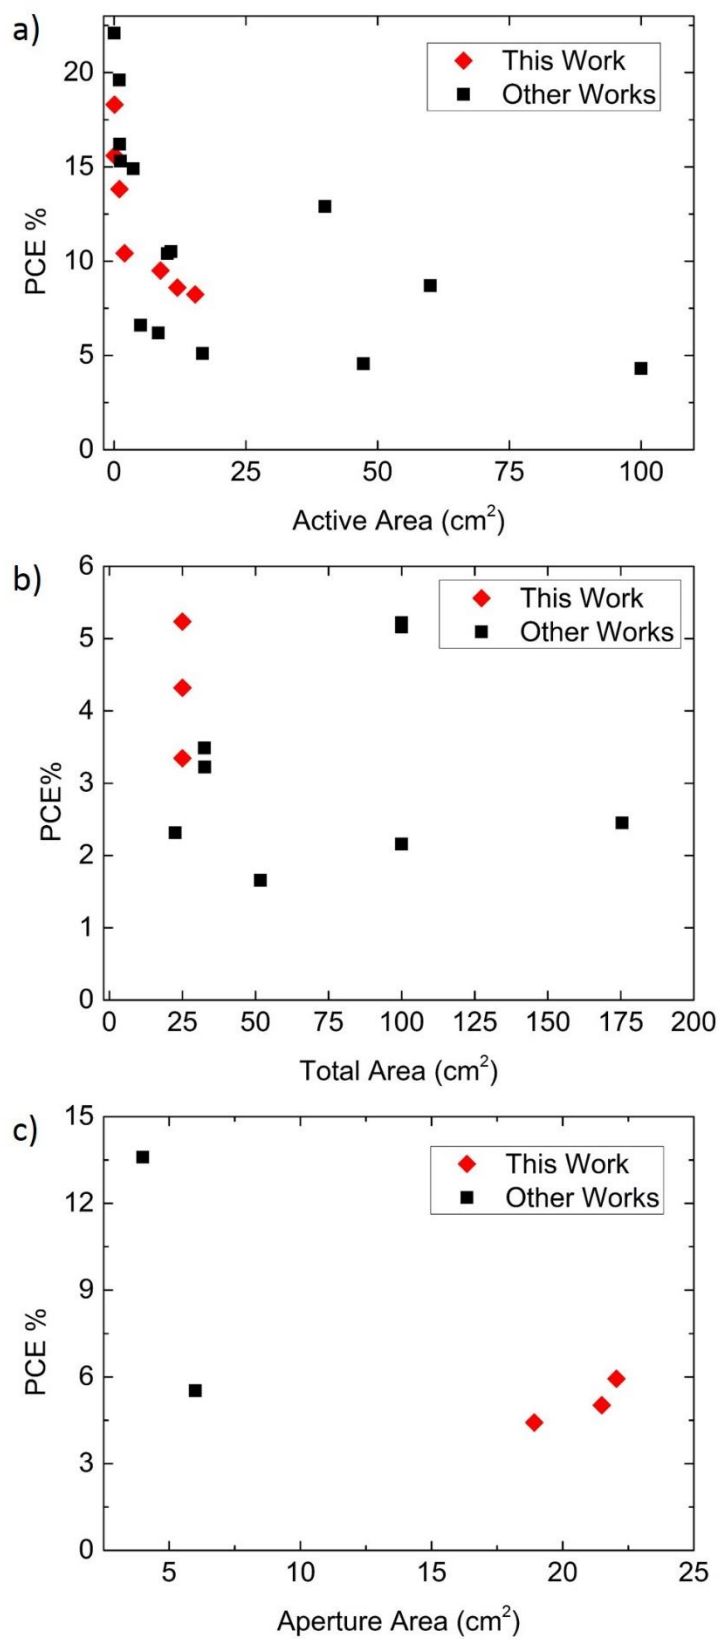 a)
This Work
Other Works
20
15
10
5
0
PCE %
0 25 50 75 100
Active Area (cm²)
b)
This Work
Other Works
6
5
4
3
2
1
0
PCE%
0 25 50 75 100 125 150 175 200
Total Area (cm²)
c)
This Work
Other Works
15
12
9
6
3
0
PCE %
5 10 15 20 25
Aperture Area (cm²)